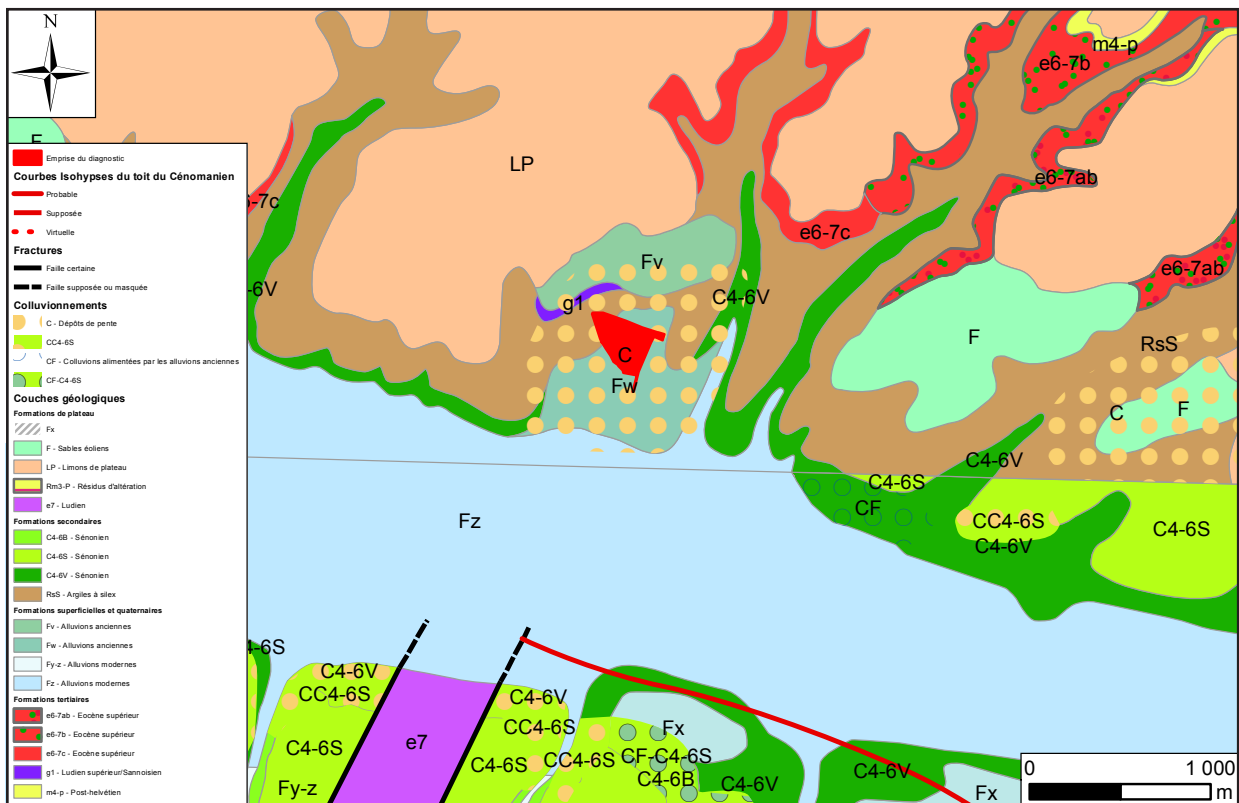 N
m4-p
e6-7b
F
LP
e6-7ab
6-7c
e6-7c
Fv
e6-7ab
-6V
g1
C4-6V
F
RsS
C
Fw
C
F
C4-6V
C4-6S
CF
CC4-6S
C4-6S
Fz
C4-6V
4-6S
C4-6V
CC4-6S
C4-6V
CC4-6S
Fx
e7
C4-6S
C4-6S
CC4-6S
CF-C4-6S
C4-6B
C4-6V
C4-6V
Fy-z
Fx
0 1 000
m
Emprise du diagnostic
Courbes Isohypses du toit du Cénomanien
Probable
Supposée
Virtuelle
Fractures
Faille certaine
Faille supposée ou masquée
Colluvionnements
C - Dépôts de pente
CC4-6S
CF - Colluvions alimentées par les alluvions anciennes
CF-C4-6S
Couches géologiques
Formations de plateau
Fx
F - Sables éoliens
LP - Limons de plateau
Rm3-P - Résidus d'altération
e7 - Ludien
Formations secondaires
C4-6B - Sénonien
C4-6S - Sénonien
C4-6V - Sénonien
RsS - Argiles à silex
Formations superficielles et quaternaires
Fv - Alluvions anciennes
Fw - Alluvions anciennes
Fy-z - Alluvions modernes
Fz - Alluvions modernes
Formations tertiaires
e6-7ab - Eocène supérieur
e6-7b - Eocène supérieur
e6-7c - Eocène supérieur
g1 - Ludien supérieur/Sannoisien
m4-p - Post-helvétien